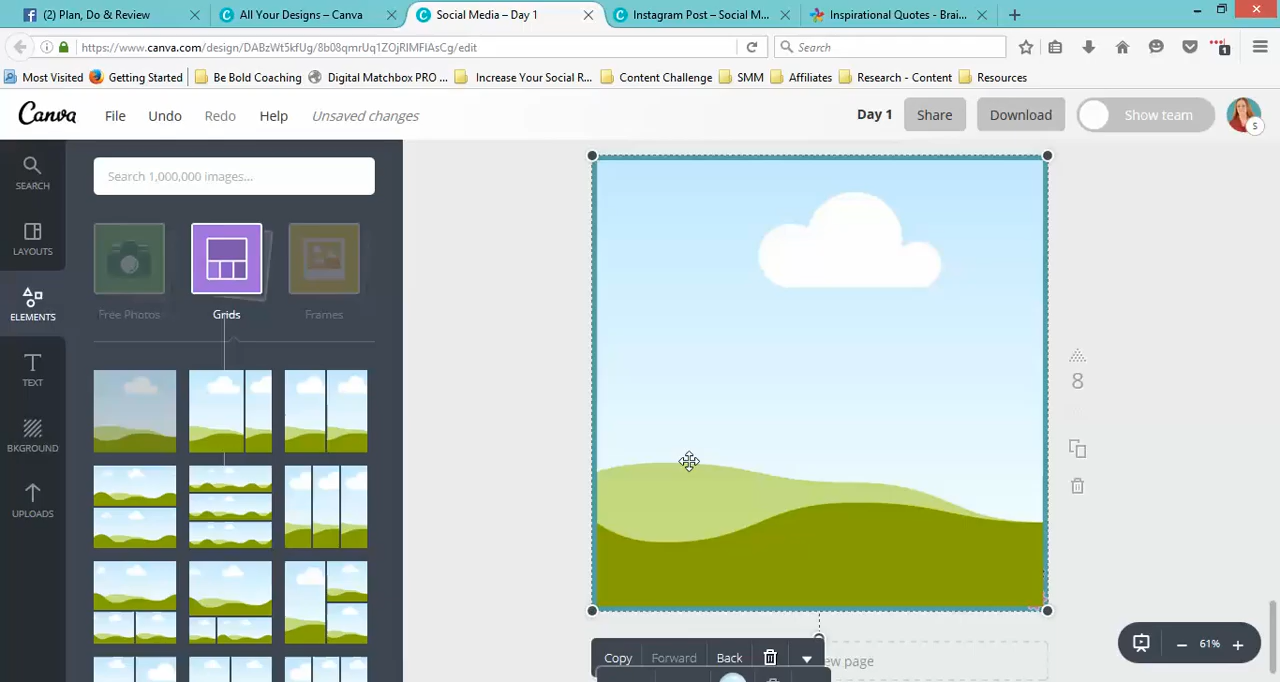 (2) Plan, Do & Review
All Your Designs – Canva
Social Media – Day 1
Instagram Post – Social M...
Inspirational Quotes - Brai...
https://www.canva.com/design/DABzWt5kfUg/8b08qmrUq1ZOjRlMFIAsCg/edit
Search
1
Most Visited
Getting Started
Be Bold Coaching
Digital Matchbox PRO ...
Increase Your Social R...
Content Challenge
SMM
Affiliates
Research - Content
Resources
Canva
File
Undo
Redo
Help
Unsaved changes
Day 1
Share
Download
Show team
S
SEARCH
LAYOUTS
ELEMENTS
TEXT
BKGROUND
UPLOADS
Search 1,000,000 images...
Free Photos
Grids
Frames
8
Copy
Forward
Back
page
61%